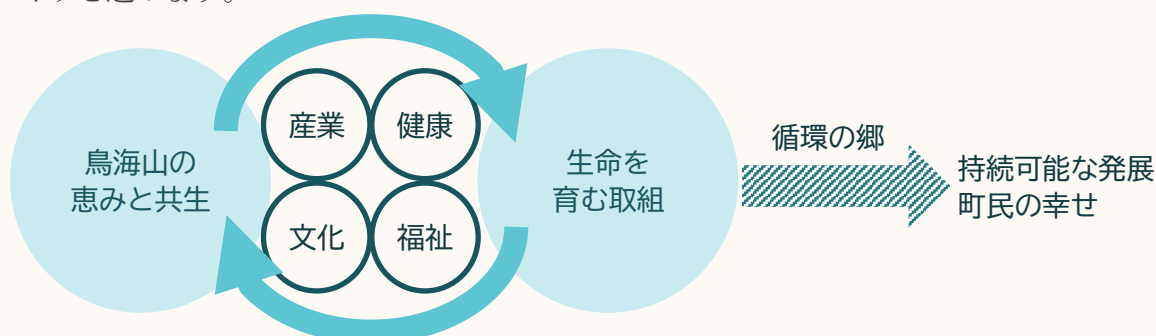 鳥海山の
恵みと共生
産業
健康
文化
福祉
生命を
育む取組
循環の郷
持続可能な発展
町民の幸せ